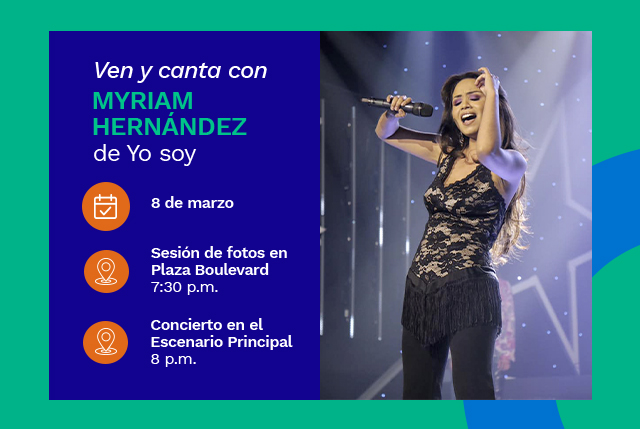 Ven y canta con
MYRIAM
HERNÁNDEZ
de Yo soy
8 de marzo
Sesión de fotos en
Plaza Boulevard
7:30 p.m.
Concierto en el
Escenario Principal
8 p.m.